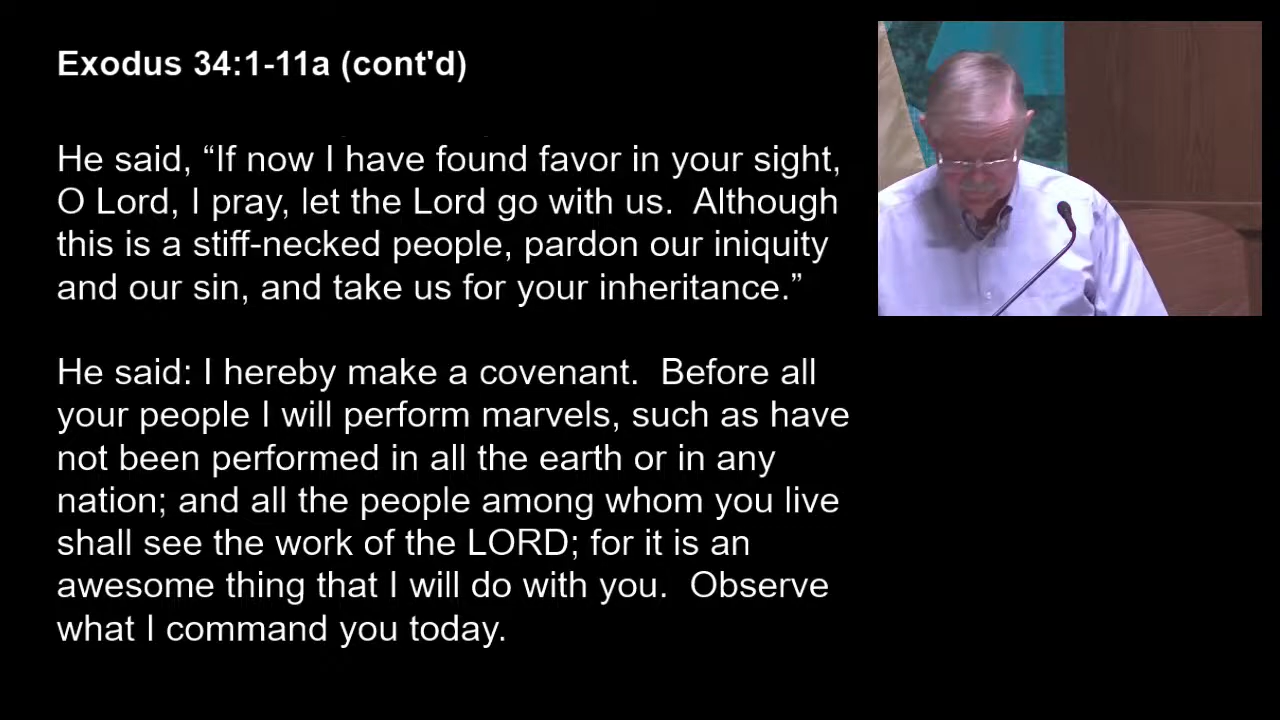 Exodus 34:1-11a (cont'd)
He said, “If now I have found favor in your sight,
O Lord, I pray, let the Lord go with us.  Although
this is a stiff-necked people, pardon our iniquity
and our sin, and take us for your inheritance.”
He said: I hereby make a covenant.  Before all
your people I will perform marvels, such as have
not been performed in all the earth or in any
nation; and all the people among whom you live
shall see the work of the LORD; for it is an
awesome thing that I will do with you.  Observe
what I command you today.